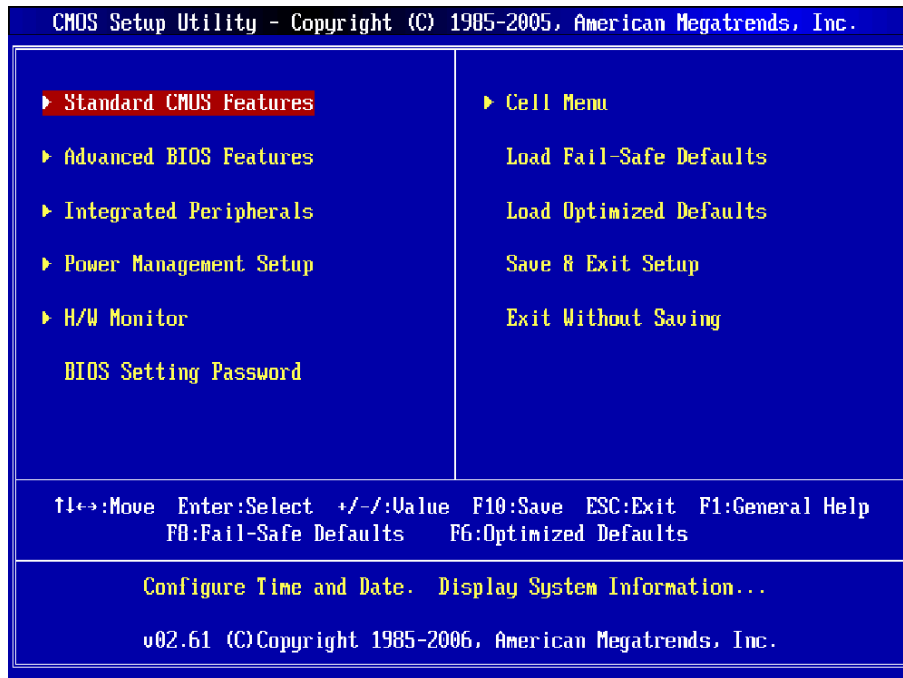 CMOS Setup Utility - Copyright (C) 1985-2005, American Megatrends, Inc.
▶ Standard CMUS Features
▶ Advanced BIOS Features
▶ Integrated Peripherals
▶ Power Management Setup
▶ H/W Monitor
BIOS Setting Password
▶ Cell Menu
Load Fail-Safe Defaults
Load Optimized Defaults
Save & Exit Setup
Exit Without Saving
↑↓←→:Move Enter:Select +/-/:Value F10:Save ESC:Exit F1:General Help
F8:Fail-Safe Defaults F6:Optimized Defaults
Configure Time and Date. Display System Information...
v02.61 (C)Copyright 1985-2006, American Megatrends, Inc.